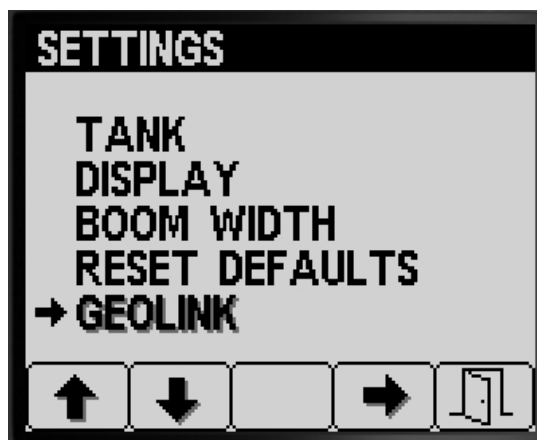 SETTINGS
TANK
DISPLAY
BOOM WIDTH
RESET DEFAULTS
GEOLINK